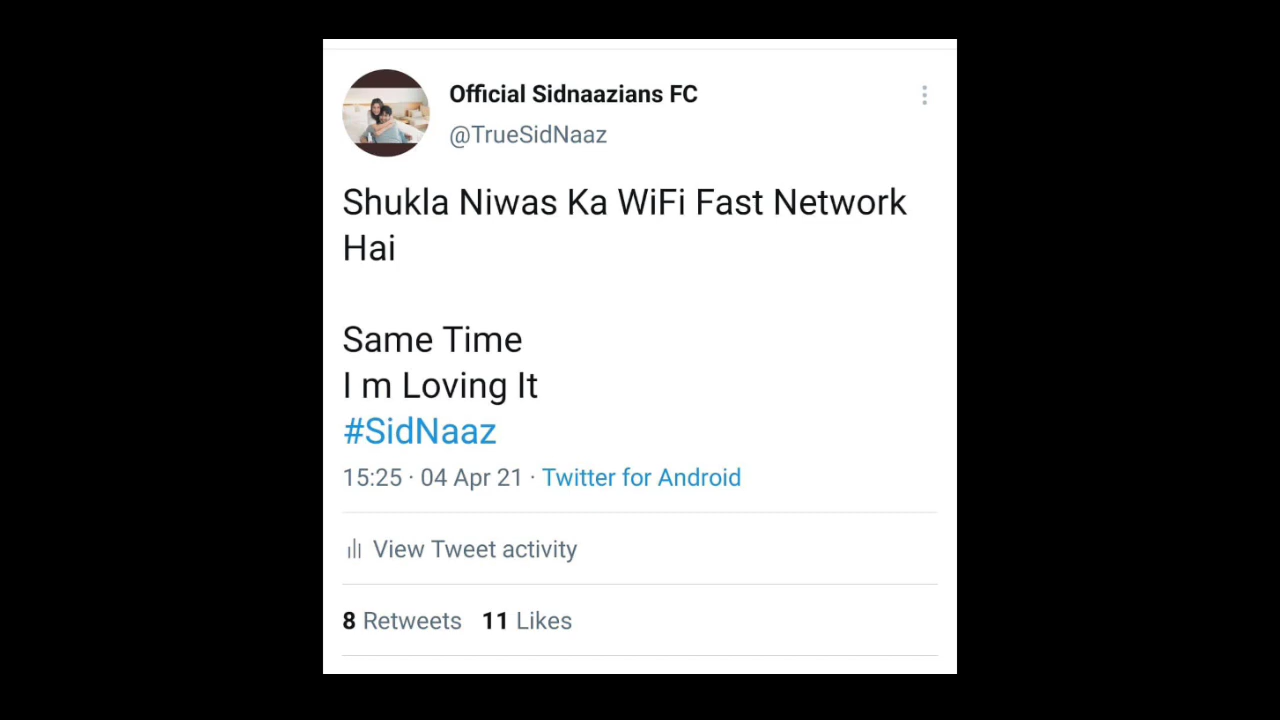 Official Sidnaazians FC
@TrueSidNaaz
Shukla Niwas Ka WiFi Fast Network
Hai
Same Time
I m Loving It
#SidNaaz
15:25 · 04 Apr 21 · Twitter for Android
View Tweet activity
8 Retweets 11 Likes